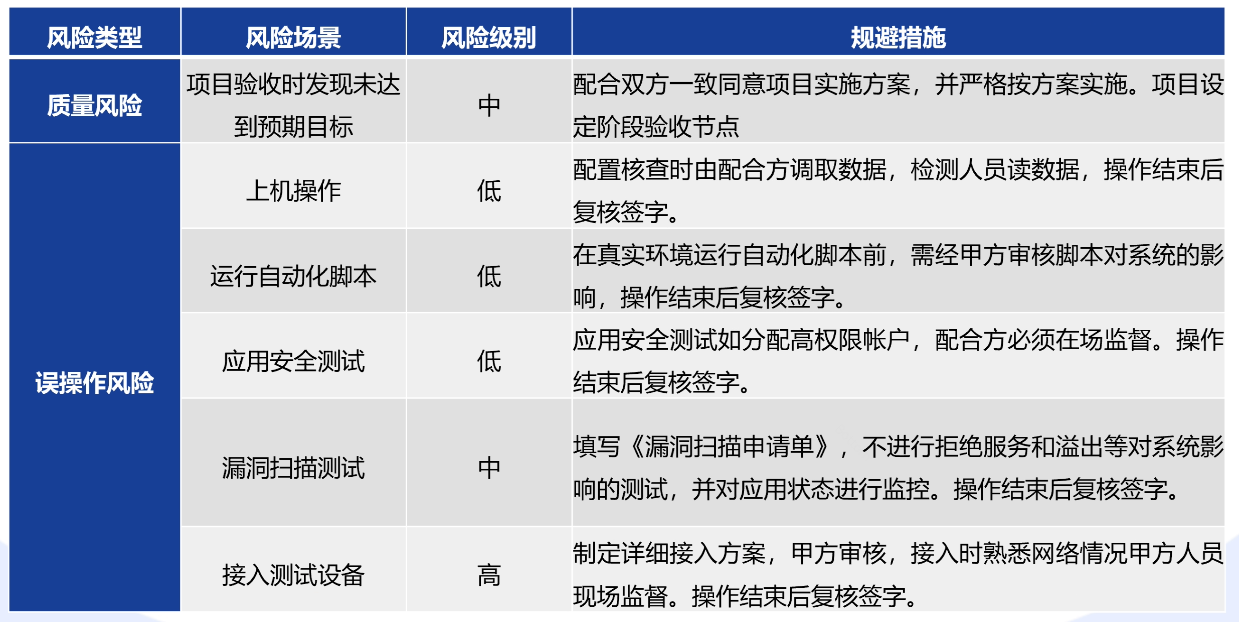 风险类型 风险场景 风险级别 规避措施
质量风险
项目验收时发现未达
到预期目标
中
配合双方一致同意项目实施方案，并严格按方案实施。项目设
定阶段验收节点
误操作风险
上机操作
低
配置核查时由配合方调取数据，检测人员读数据，操作结束后
复核签字。
运行自动化脚本
低
在真实环境运行自动化脚本前，需经甲方审核脚本对系统的影
响，操作结束后复核签字。
应用安全测试
低
应用安全测试如分配高权限帐户，配合方必须在场监督。操作
结束后复核签字。
漏洞扫描测试
中
填写《漏洞扫描申请单》，不进行拒绝服务和溢出等对系统影
响的测试，并对应用状态进行监控。操作结束后复核签字。
接入测试设备
高
制定详细接入方案，甲方审核，接入时熟悉网络情况甲方人员
现场监督。操作结束后复核签字。